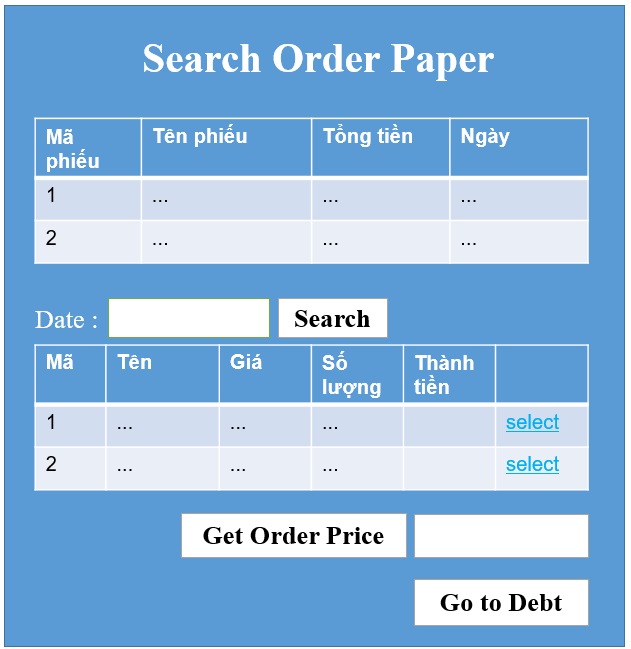 Search Order Paper
Mã phiếu Tên phiếu Tổng tiền Ngày
1 ... ... ...
2 ... ... ...
Date : Search
Mã Tên Giá Số lượng Thành tiền
1 ... ... ... select
2 ... ... ... select
Get Order Price
Go to Debt